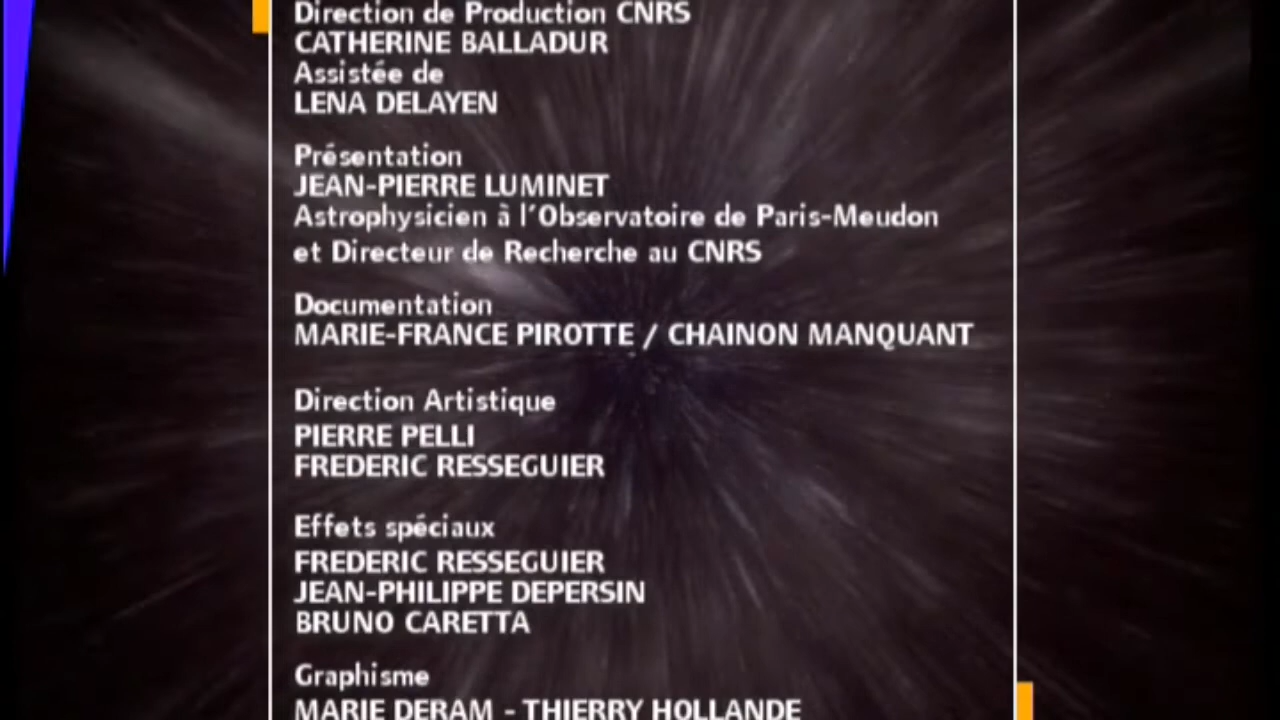 Direction de Production CNRS
CATHERINE BALLADUR
Assistée de
LENA DELAYEN
Présentation
JEAN-PIERRE LUMINET
Astrophysicien à l'Observatoire de Paris-Meudon
et Directeur de Recherche au CNRS
Documentation
MARIE-FRANCE PIROTTE / CHAINON MANQUANT
Direction Artistique
PIERRE PELLI
FREDERIC RESSEGUIER
Effets spéciaux
FREDERIC RESSEGUIER
JEAN-PHILIPPE DEPERSIN
BRUNO CARETTA
Graphisme
MARIE DERAM - THIERRY HOLLANDE